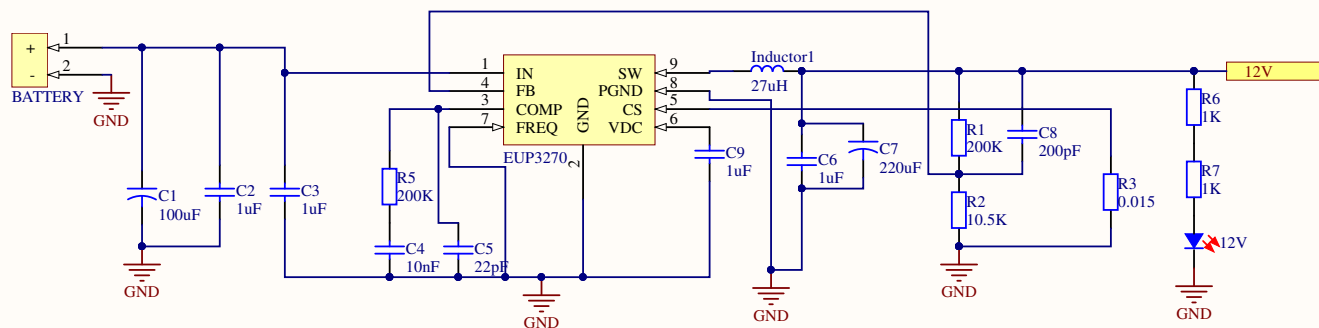 + 1
- 2
BATTERY
GND
C1
100uF
C2
1uF
C3
1uF
GND
1 IN
4 FB
3 COMP
7 FREQ
GND
2
SW 9
PGND 8
CS 5
VDC 6
EUP3270
R5
200K
C4
10nF
C5
22pF
GND
C9
1uF
Inductor1
27uH
C6
1uF
C7
220uF
GND
R1
200K
C8
200pF
R2
10.5K
GND
R3
0.015
12V
R6
1K
R7
1K
12V
GND